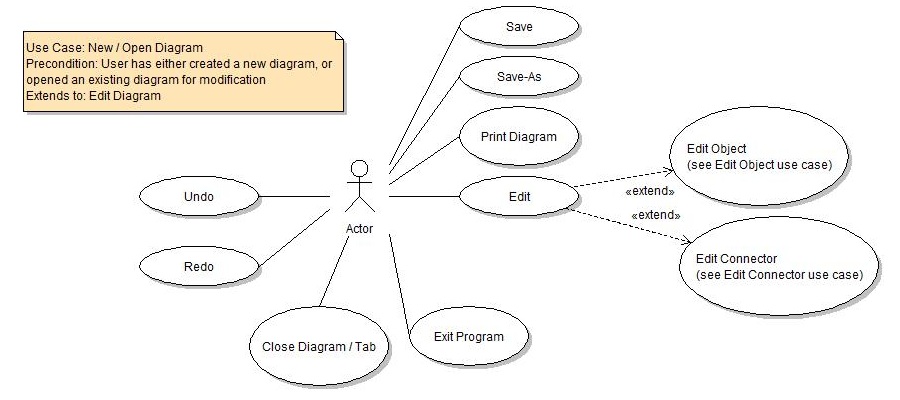 Use Case: New / Open Diagram
Precondition: User has either created a new diagram, or
opened an existing diagram for modification
Extends to: Edit Diagram
Save
Save-As
Print Diagram
Edit
Edit Object
(see Edit Object use case)
«extend»
«extend»
Edit Connector
(see Edit Connector use case)
Undo
Redo
Actor
Close Diagram / Tab
Exit Program